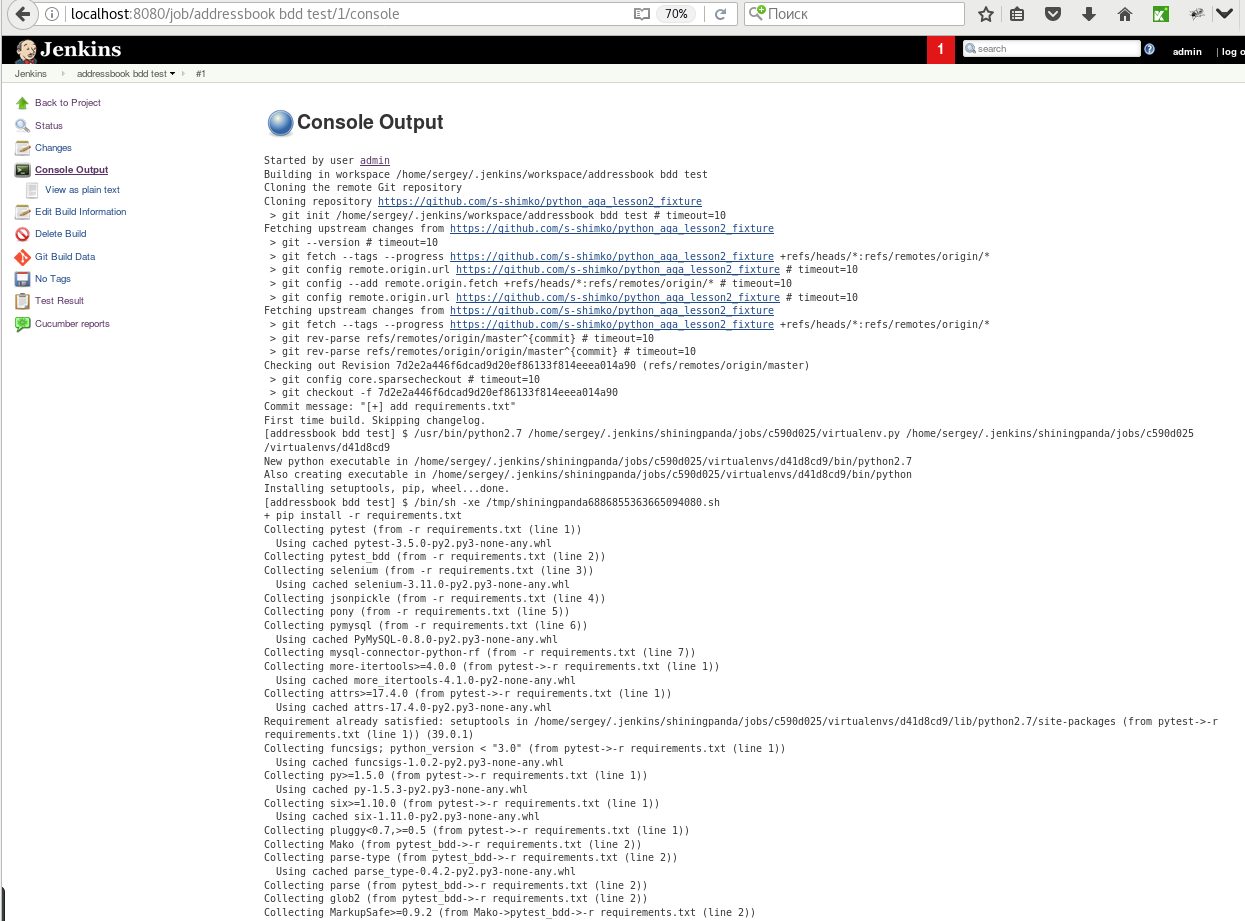 localhost:8080/job/addressbook bdd test/1/console
70%
Поиск
Jenkins
1
search
admin
| log o
Jenkins
addressbook bdd test
#1
Back to Project
Status
Changes
Console Output
View as plain text
Edit Build Information
Delete Build
Git Build Data
No Tags
Test Result
Cucumber reports
Console Output
Started by user admin
Building in workspace /home/sergey/.jenkins/workspace/addressbook bdd test
Cloning the remote Git repository
Cloning repository https://github.com/s-shimko/python_aqa_lesson2_fixture
 > git init /home/sergey/.jenkins/workspace/addressbook bdd test # timeout=10
Fetching upstream changes from https://github.com/s-shimko/python_aqa_lesson2_fixture
 > git --version # timeout=10
 > git fetch --tags --progress https://github.com/s-shimko/python_aqa_lesson2_fixture +refs/heads/*:refs/remotes/origin/*
 > git config remote.origin.url https://github.com/s-shimko/python_aqa_lesson2_fixture # timeout=10
 > git config --add remote.origin.fetch +refs/heads/*:refs/remotes/origin/* # timeout=10
 > git config remote.origin.url https://github.com/s-shimko/python_aqa_lesson2_fixture # timeout=10
Fetching upstream changes from https://github.com/s-shimko/python_aqa_lesson2_fixture
 > git fetch --tags --progress https://github.com/s-shimko/python_aqa_lesson2_fixture +refs/heads/*:refs/remotes/origin/*
 > git rev-parse refs/remotes/origin/master^{commit} # timeout=10
 > git rev-parse refs/remotes/origin/origin/master^{commit} # timeout=10
Checking out Revision 7d2e2a446f6dcad9d20ef86133f814eeea014a90 (refs/remotes/origin/master)
 > git config core.sparsecheckout # timeout=10
 > git checkout -f 7d2e2a446f6dcad9d20ef86133f814eeea014a90
Commit message: "[+] add requirements.txt"
First time build. Skipping changelog.
[addressbook bdd test] $ /usr/bin/python2.7 /home/sergey/.jenkins/shiningpanda/jobs/c590d025/virtualenv.py /home/sergey/.jenkins/shiningpanda/jobs/c590d025
/virtualenvs/d41d8cd9
New python executable in /home/sergey/.jenkins/shiningpanda/jobs/c590d025/virtualenvs/d41d8cd9/bin/python2.7
Also creating executable in /home/sergey/.jenkins/shiningpanda/jobs/c590d025/virtualenvs/d41d8cd9/bin/python
Installing setuptools, pip, wheel...done.
[addressbook bdd test] $ /bin/sh -xe /tmp/shiningpanda6886855363665094080.sh
+ pip install -r requirements.txt
Collecting pytest (from -r requirements.txt (line 1))
  Using cached pytest-3.5.0-py2.py3-none-any.whl
Collecting pytest_bdd (from -r requirements.txt (line 2))
Collecting selenium (from -r requirements.txt (line 3))
  Using cached selenium-3.11.0-py2.py3-none-any.whl
Collecting jsonpickle (from -r requirements.txt (line 4))
Collecting pony (from -r requirements.txt (line 5))
Collecting pymysql (from -r requirements.txt (line 6))
  Using cached PyMySQL-0.8.0-py2.py3-none-any.whl
Collecting mysql-connector-python-rf (from -r requirements.txt (line 7))
Collecting more-itertools>=4.0.0 (from pytest->-r requirements.txt (line 1))
  Using cached more_itertools-4.1.0-py2-none-any.whl
Collecting attrs>=17.4.0 (from pytest->-r requirements.txt (line 1))
  Using cached attrs-17.4.0-py2.py3-none-any.whl
Requirement already satisfied: setuptools in /home/sergey/.jenkins/shiningpanda/jobs/c590d025/virtualenvs/d41d8cd9/lib/python2.7/site-packages (from pytest->-r
requirements.txt (line 1)) (39.0.1)
Collecting funcsigs; python_version < "3.0" (from pytest->-r requirements.txt (line 1))
  Using cached funcsigs-1.0.2-py2.py3-none-any.whl
Collecting py>=1.5.0 (from pytest->-r requirements.txt (line 1))
  Using cached py-1.5.3-py2.py3-none-any.whl
Collecting six>=1.10.0 (from pytest->-r requirements.txt (line 1))
  Using cached six-1.11.0-py2.py3-none-any.whl
Collecting pluggy<0.7,>=0.5 (from pytest->-r requirements.txt (line 1))
Collecting Mako (from pytest_bdd->-r requirements.txt (line 2))
Collecting parse-type (from pytest_bdd->-r requirements.txt (line 2))
  Using cached parse_type-0.4.2-py2.py3-none-any.whl
Collecting parse (from pytest_bdd->-r requirements.txt (line 2))
Collecting glob2 (from pytest_bdd->-r requirements.txt (line 2))
Collecting MarkupSafe>=0.9.2 (from Mako->pytest_bdd->-r requirements.txt (line 2))